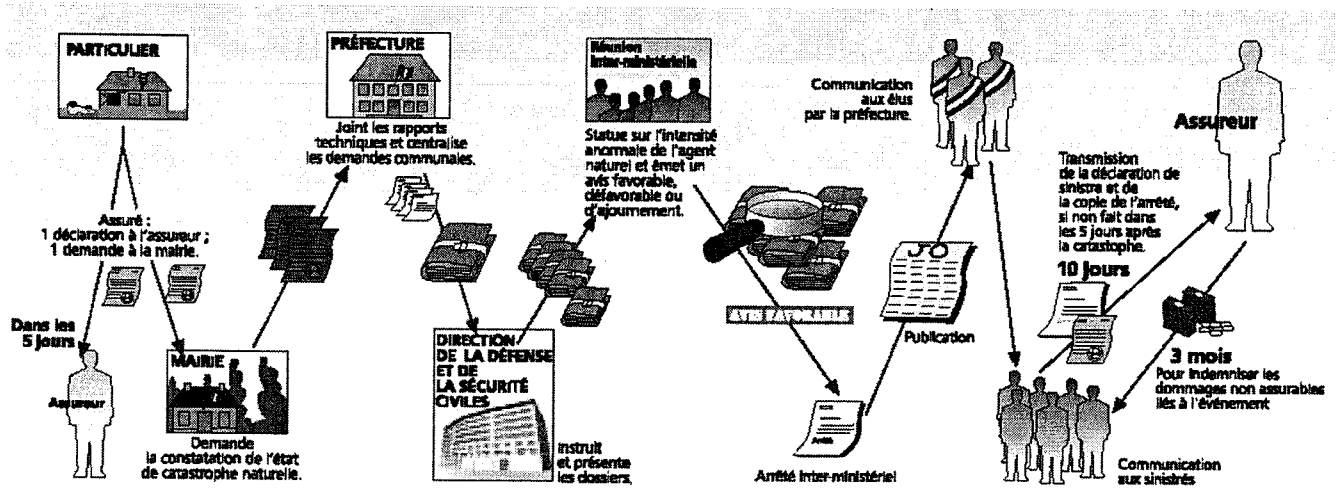 PARTICULIER
Assuré :
1 déclaration à l'assureur ;
1 demande à la mairie.
Dans les
5 jours
Assureur
MAIRIE
Demande
la constatation de l'état
de catastrophe naturelle.
PRÉFECTURE
Joint les rapports
techniques et centralise
les demandes communales.
DIRECTION
DE LA DÉFENSE
ET DE
LA SÉCURITÉ
CIVILES
instruit
et présente
les dossiers.
Réunion
inter-ministérielle
Statue sur l'intensité
anormale de l'agent
naturel et émet un
avis favorable,
défavorable ou
d'ajournement.
AVIS FAVORABLE
Arrêté
Arrêté inter-ministériel
JO
Publication
Communication
aux élus
par la préfecture.
Assureur
Transmission
de la déclaration de
sinistre et de
la copie de l'arrêté,
si non fait dans
les 5 jours après
la catastrophe.
10 jours
3 mois
Pour indemniser les
dommages non assurables
liés à l'événement
Communication
aux sinistrés